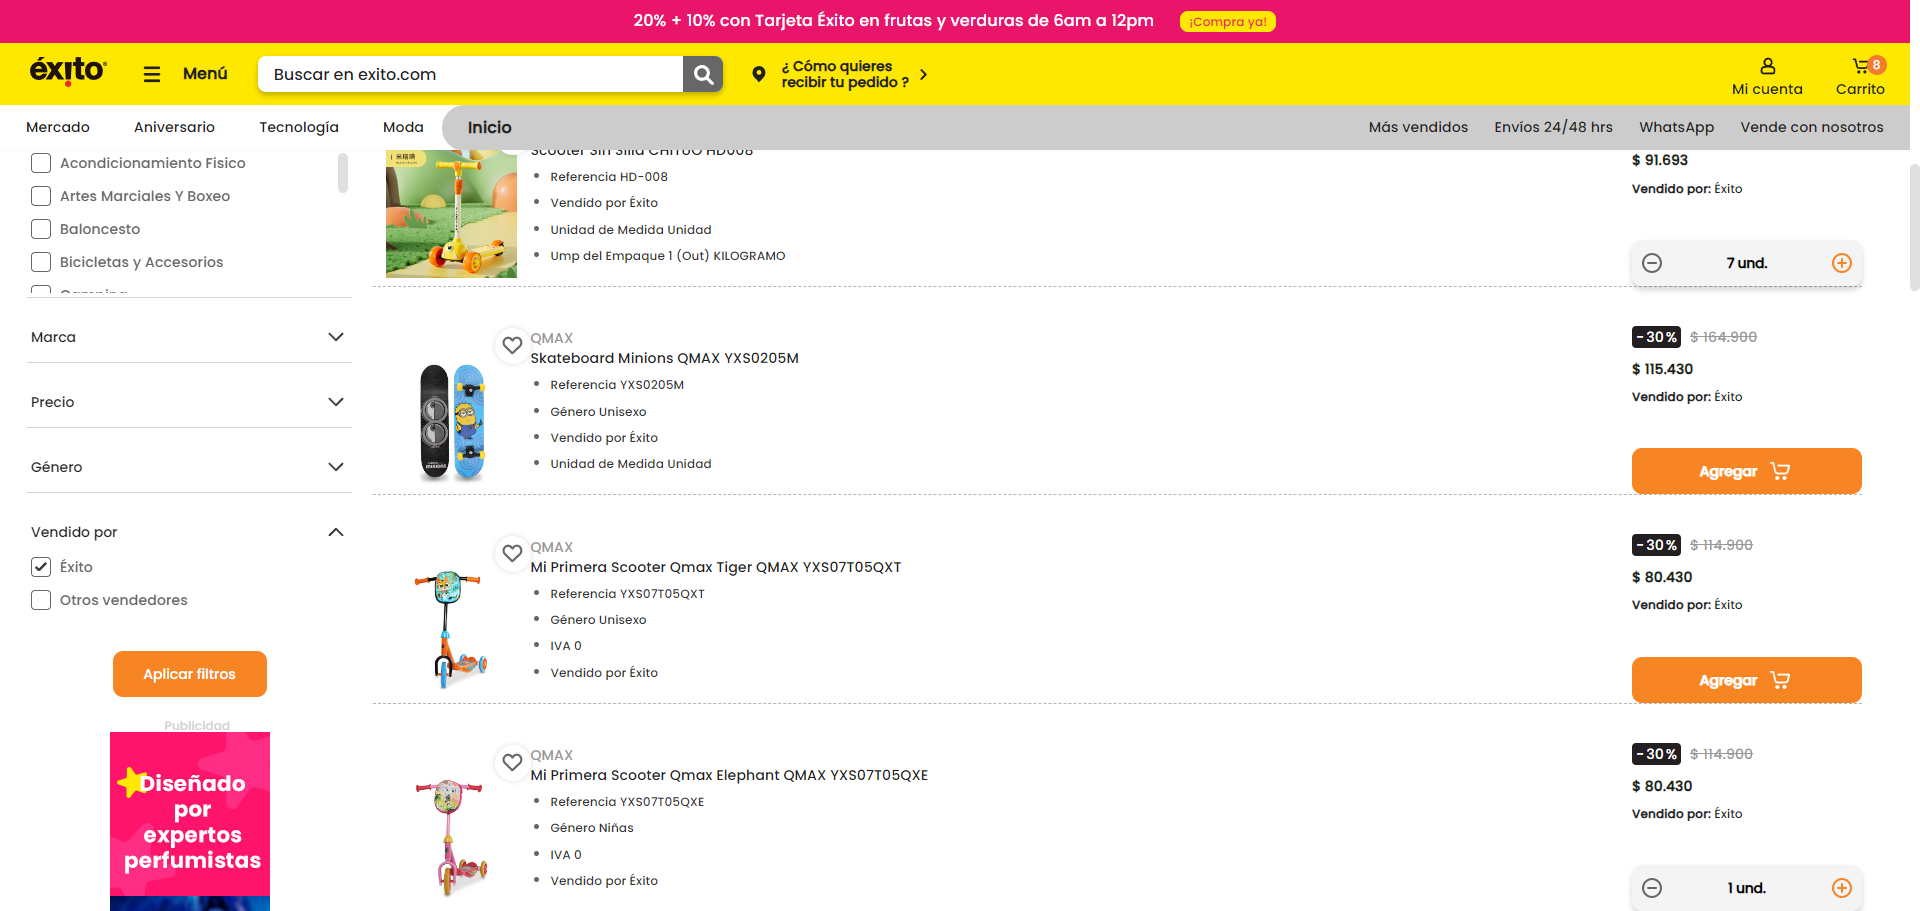 20% + 10% con Tarjeta Éxito en frutas y verduras de 6am a 12pm
¡Compra ya!
éxito
Menú
Buscar en exito.com
¿ Cómo quieres
recibir tu pedido ?
Mi cuenta
8
Carrito
Mercado
Aniversario
Tecnología
Moda
Inicio
Más vendidos
Envíos 24/48 hrs
WhatsApp
Vende con nosotros
Acondicionamiento Fisico
Artes Marciales Y Boxeo
Baloncesto
Bicicletas y Accesorios
Camping
Marca
Precio
Género
Vendido por
Éxito
Otros vendedores
Aplicar filtros
Publicidad
Diseñado
por
expertos
perfumistas
Scooter Sin Silla CHITUO HD008
Referencia HD-008
Vendido por Éxito
Unidad de Medida Unidad
Ump del Empaque 1 (Out) KILOGRAMO
$ 91.693
Vendido por: Éxito
7 und.
QMAX
Skateboard Minions QMAX YXS0205M
Referencia YXS0205M
Género Unisexo
Vendido por Éxito
Unidad de Medida Unidad
-30% $ 164.900
$ 115.430
Vendido por: Éxito
Agregar
QMAX
Mi Primera Scooter Qmax Tiger QMAX YXS07T05QXT
Referencia YXS07T05QXT
Género Unisexo
IVA 0
Vendido por Éxito
-30% $ 114.900
$ 80.430
Vendido por: Éxito
Agregar
QMAX
Mi Primera Scooter Qmax Elephant QMAX YXS07T05QXE
Referencia YXS07T05QXE
Género Niñas
IVA 0
Vendido por Éxito
-30% $ 114.900
$ 80.430
Vendido por: Éxito
1 und.